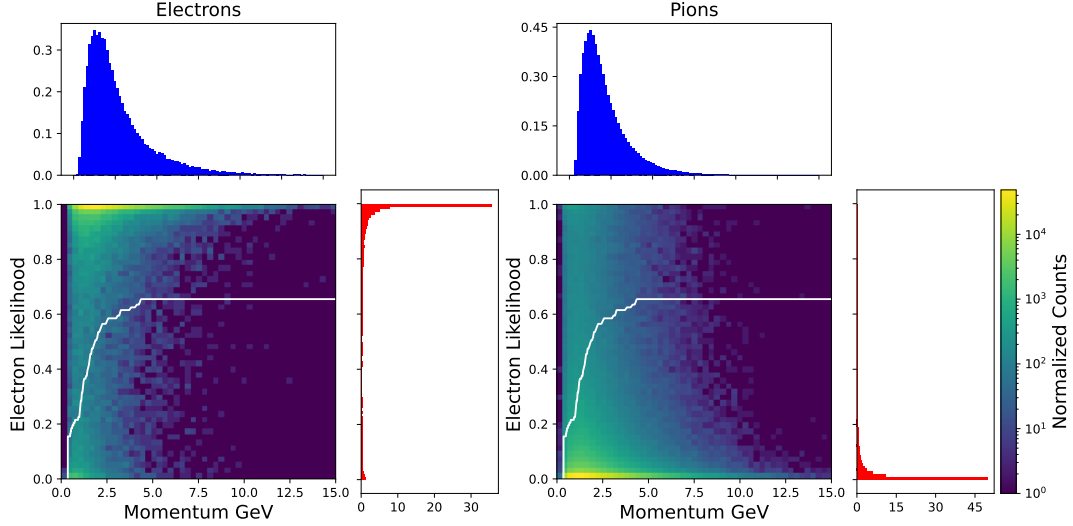 Electrons
Pions
0.3
0.2
0.1
0.0
0.45
0.30
0.15
0.00
1.0
0.8
0.6
0.4
0.2
0.0
Electron Likelihood
0.0 2.5 5.0 7.5 10.0 12.5 15.0
Momentum GeV
0 10 20 30
1.0
0.8
0.6
0.4
0.2
0.0
Electron Likelihood
0.0 2.5 5.0 7.5 10.0 12.5 15.0
Momentum GeV
0 15 30 45
10⁴
10³
10²
10¹
10⁰
Normalized Counts